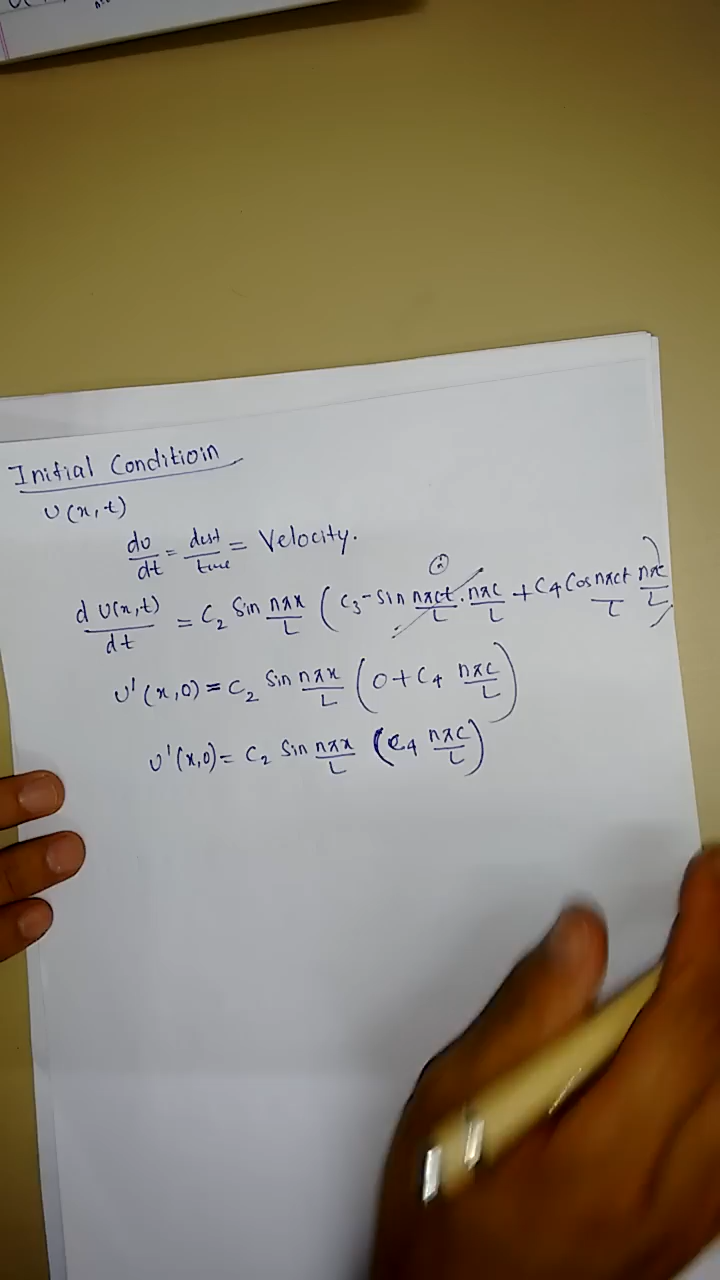 Initial Conditioin
U(x,t)
du/dt = dist/time = Velocity.
d U(x,t)/dt = C₂ Sin nπx/L (C₃ - Sin nπct/L . nπc/L + C₄ Cos nπct/L nπc/L)
U'(x,0) = C₂ Sin nπx/L (0 + C₄ nπc/L)
U'(x,0) = C₂ Sin nπx/L (C₄ nπc/L)